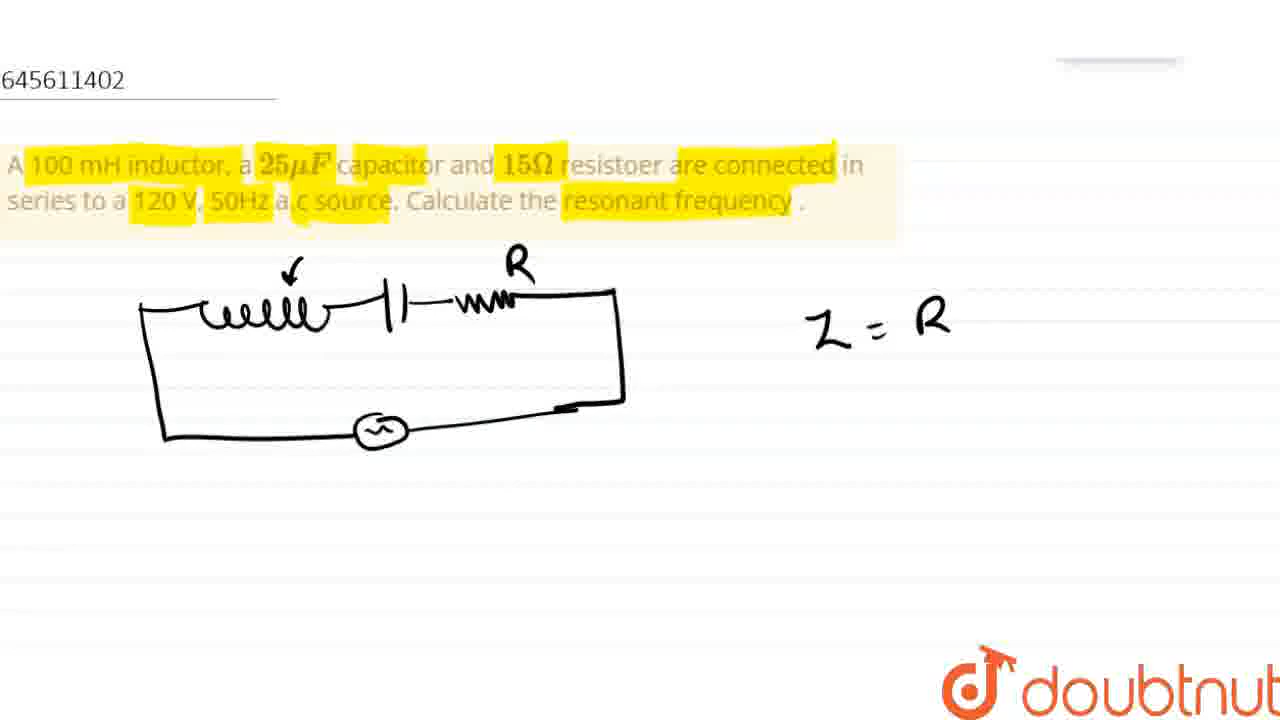 645611402
A 100 mH inductor, a 25μF capacitor and 15Ω resistoer are connected in
series to a 120 V, 50Hz a.c source. Calculate the resonant frequency .
R
Z = R
doubtnut